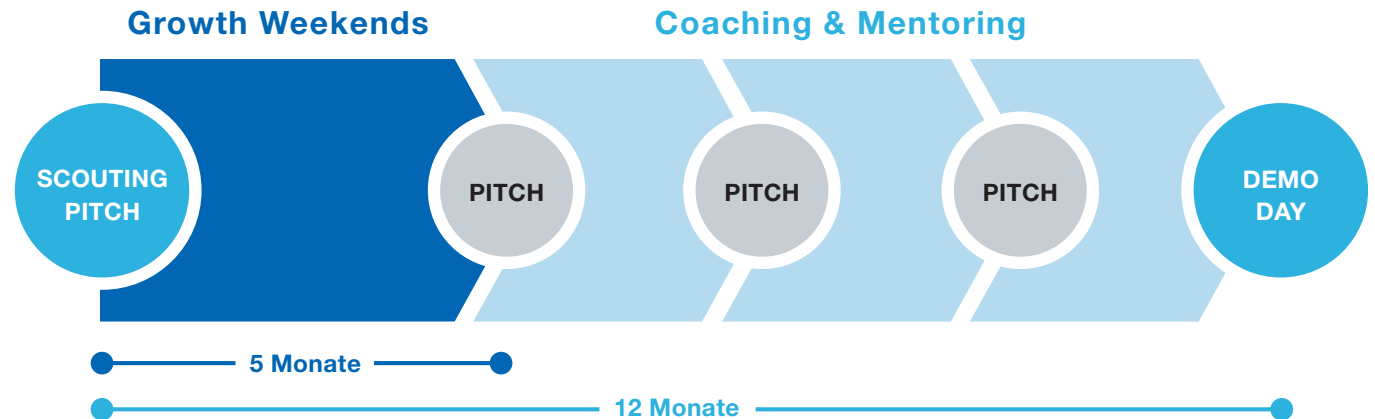 Growth Weekends
Coaching & Mentoring
SCOUTING
PITCH
PITCH
PITCH
PITCH
DEMO
DAY
5 Monate
12 Monate